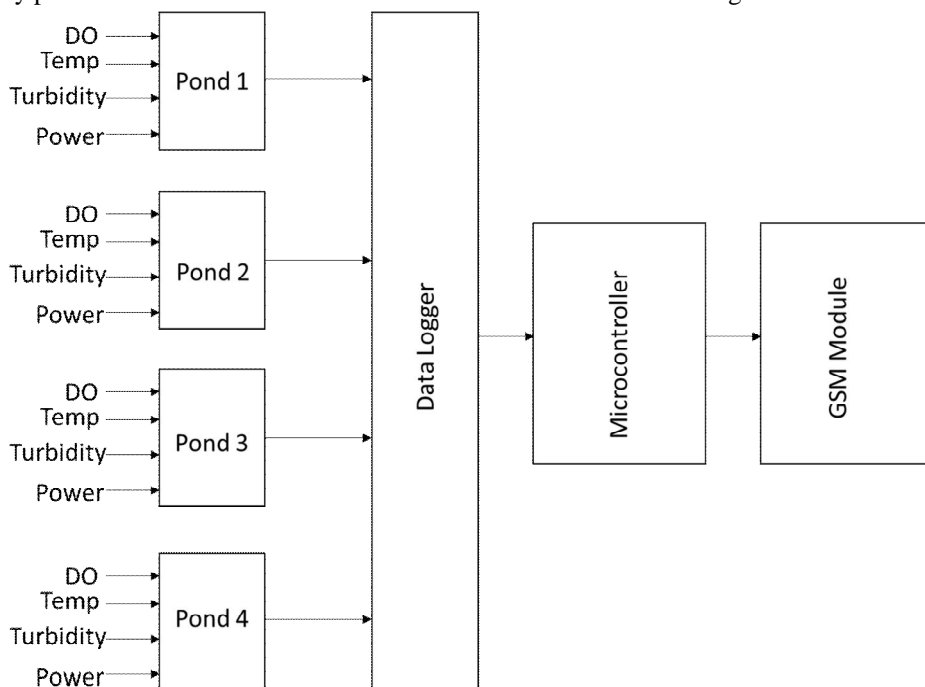 DO
Temp
Turbidity
Power
Pond 1
DO
Temp
Turbidity
Power
Pond 2
DO
Temp
Turbidity
Power
Pond 3
DO
Temp
Turbidity
Power
Pond 4
Data Logger
Microcontroller
GSM Module